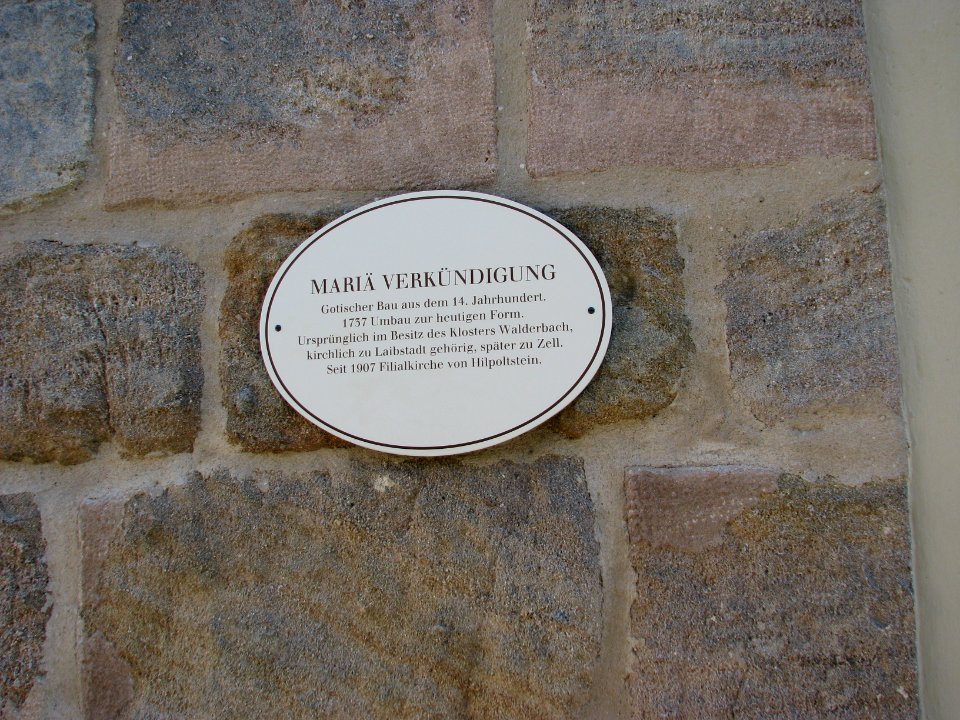 MARIÄ VERKÜNDIGUNG
Gotischer Bau aus dem 14. Jahrhundert.
1737 Umbau zur heutigen Form.
Ursprünglich im Besitz des Klosters Walderbach,
kirchlich zu Laibstadt gehörig, später zu Zell.
Seit 1907 Filialkirche von Hilpoltstein.